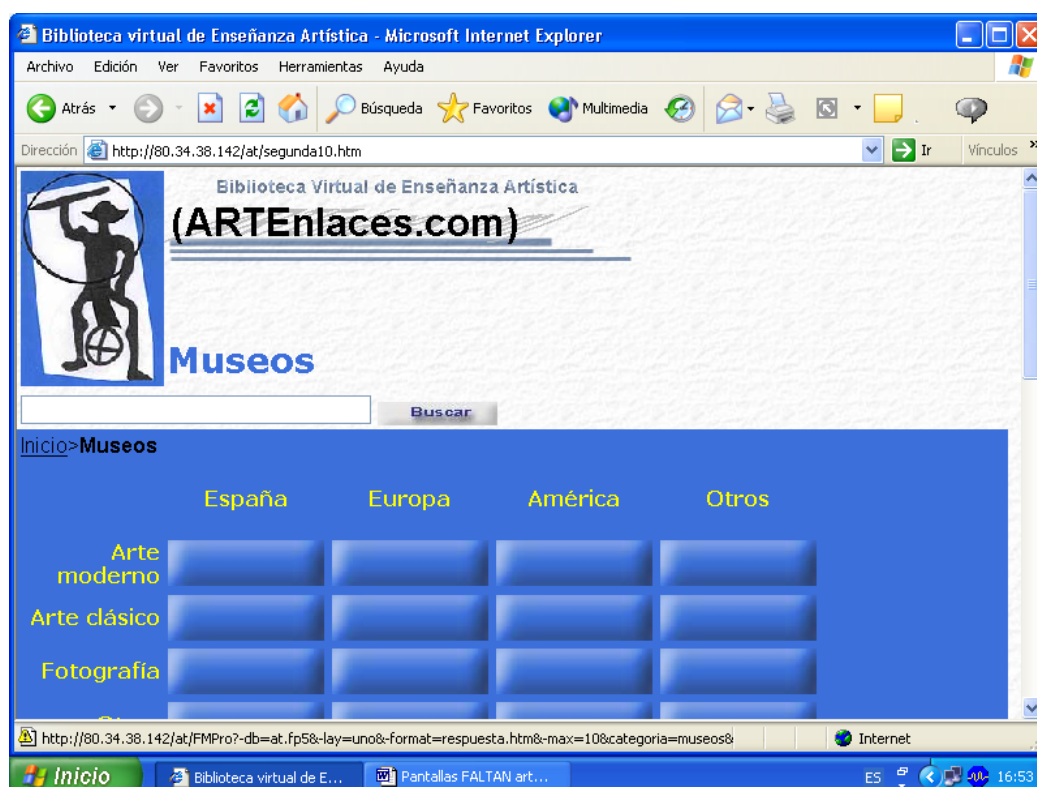 Biblioteca virtual de Enseñanza Artística - Microsoft Internet Explorer
Archivo Edición Ver Favoritos Herramientas Ayuda
Atrás Búsqueda Favoritos Multimedia
Dirección http://80.34.38.142/at/segunda10.htm Ir Vínculos »
Biblioteca Virtual de Enseñanza Artística
(ARTEnlaces.com)
Museos
Buscar
Inicio>Museos
España Europa América Otros
Arte
moderno
Arte clásico
Fotografía
http://80.34.38.142/at/FMPro?-db=at.fp5&-lay=uno&-format=respuesta.htm&-max=10&categoria=museos& Internet
Inicio Biblioteca virtual de E... Pantallas FALTAN art... ES 16:53